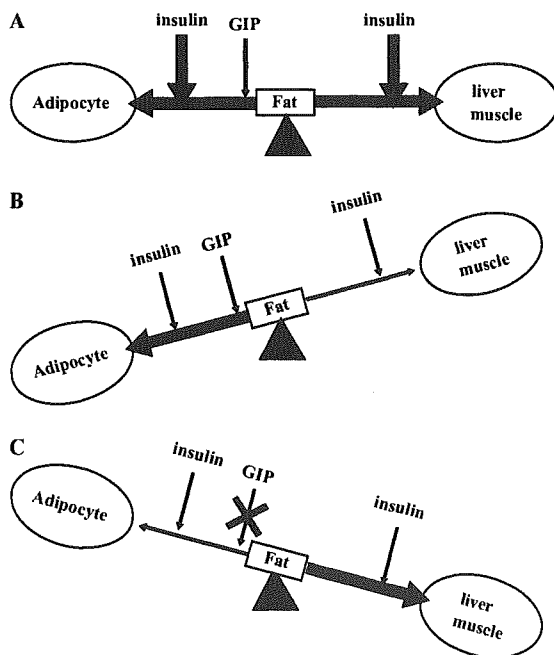 A
insulin
GIP
insulin
Adipocyte
Fat
liver
muscle
B
insulin
GIP
insulin
Adipocyte
Fat
liver
muscle
C
Adipocyte
insulin
GIP
insulin
Fat
liver
muscle